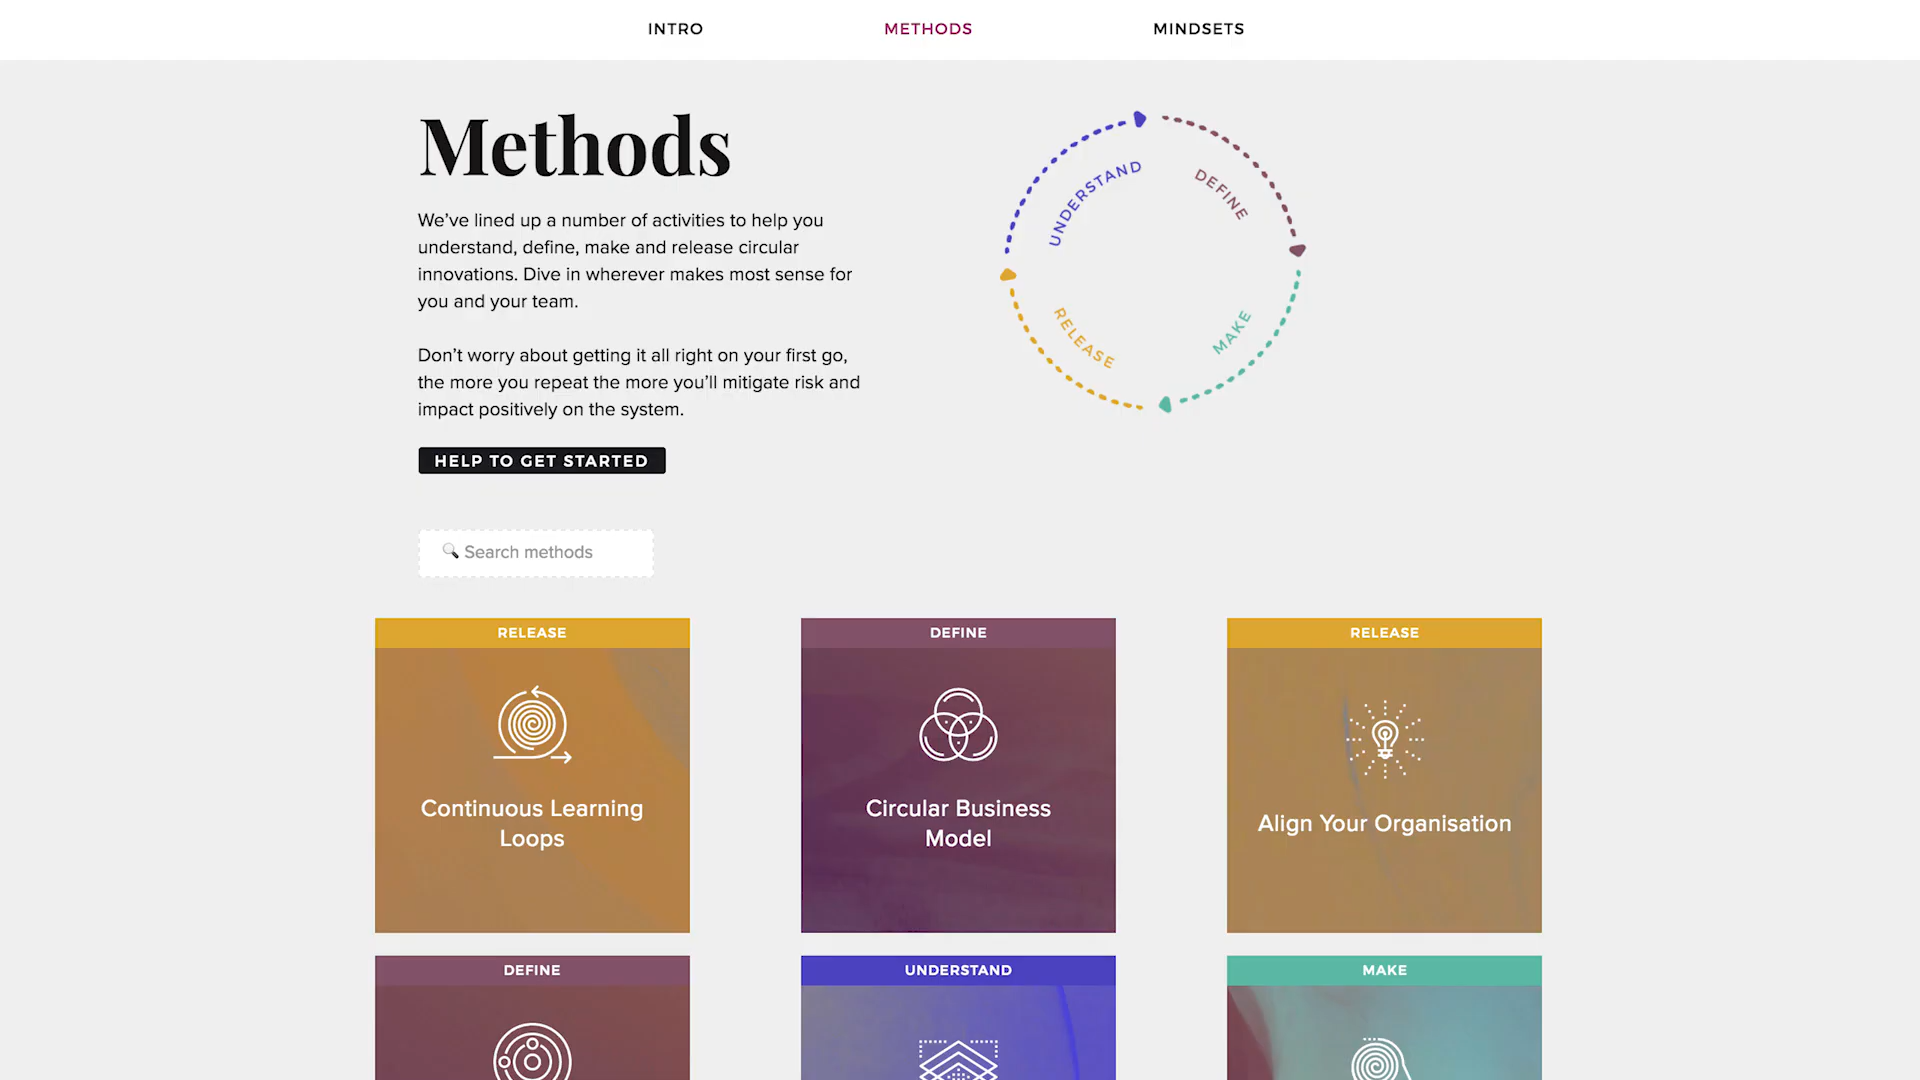 INTRO
METHODS
MINDSETS
Methods
We’ve lined up a number of activities to help you
understand, define, make and release circular
innovations. Dive in wherever makes most sense for
you and your team.
Don’t worry about getting it all right on your first go,
the more you repeat the more you’ll mitigate risk and
impact positively on the system.
HELP TO GET STARTED
UNDERSTAND
DEFINE
RELEASE
MAKE
Search methods
RELEASE
Continuous Learning
Loops
DEFINE
Circular Business
Model
RELEASE
Align Your Organisation
DEFINE
UNDERSTAND
MAKE